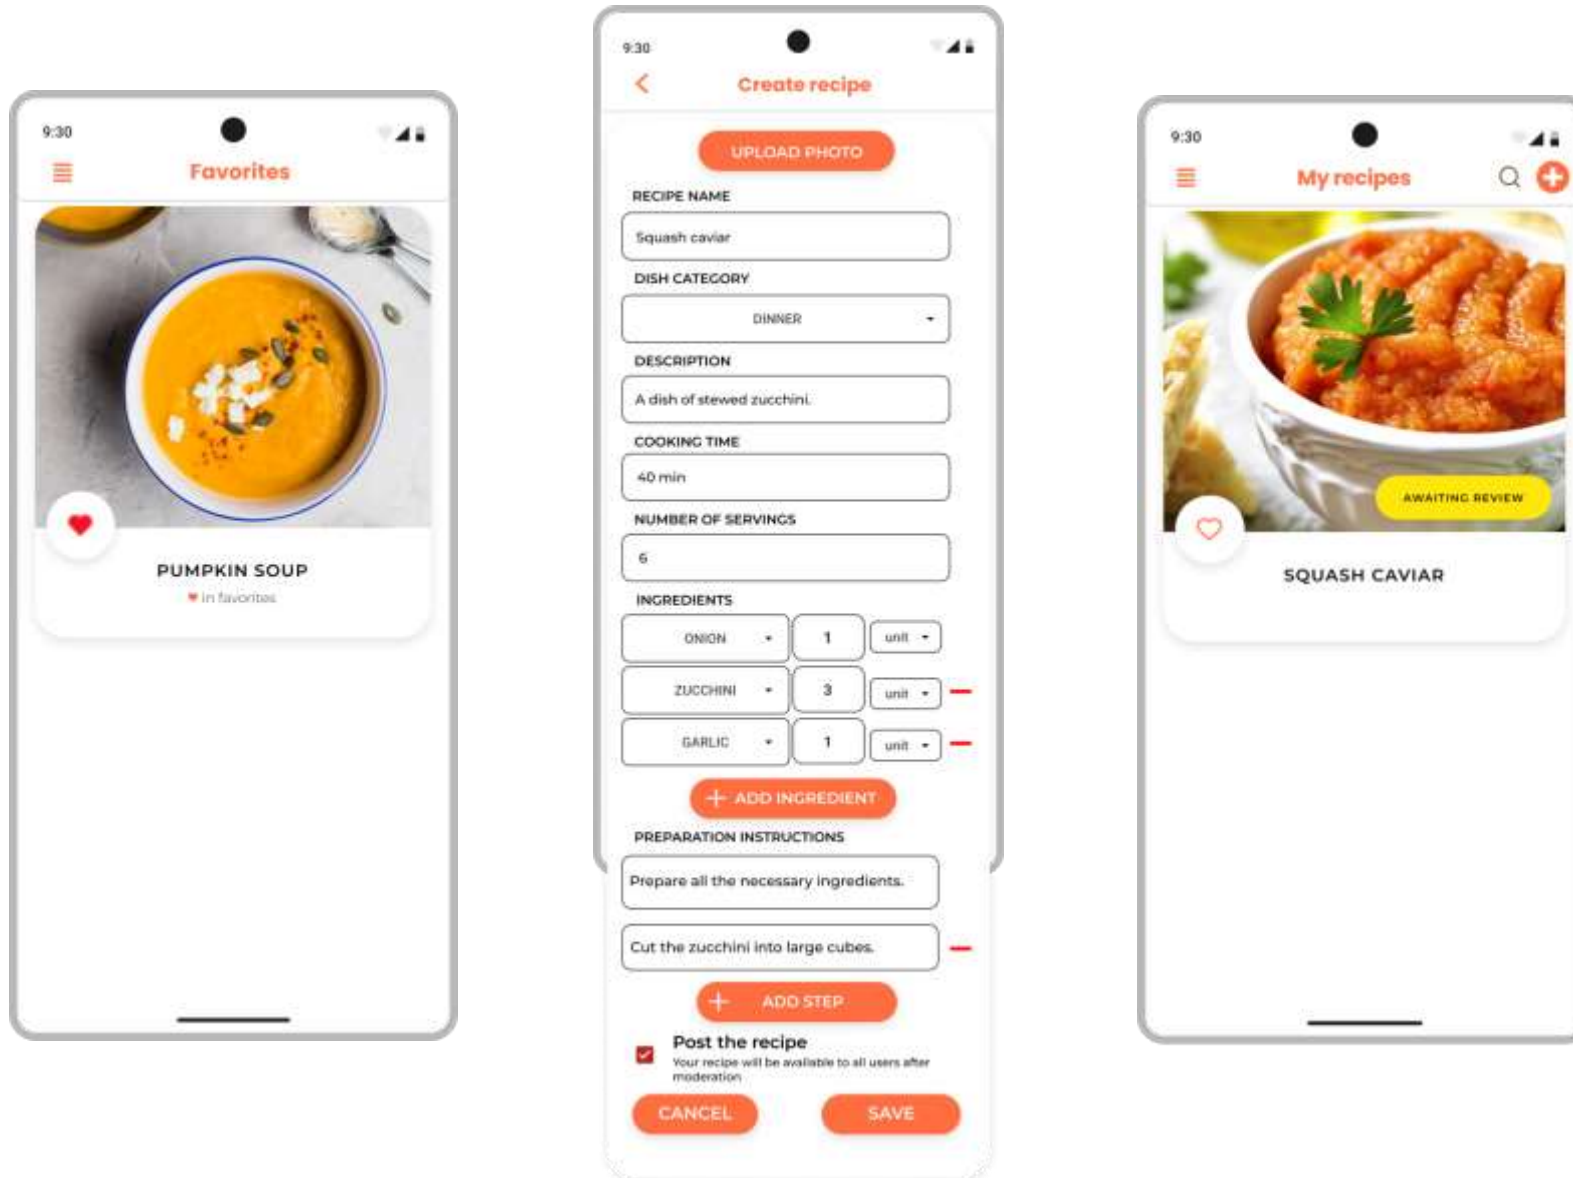 9:30
Favorites
PUMPKIN SOUP
in favorites
9:30
Create recipe
UPLOAD PHOTO
RECIPE NAME
Squash caviar
DISH CATEGORY
DINNER
DESCRIPTION
A dish of stewed zucchini.
COOKING TIME
40 min
NUMBER OF SERVINGS
6
INGREDIENTS
ONION 1 unit
ZUCCHINI 3 unit
GARLIC 1 unit
ADD INGREDIENT
PREPARATION INSTRUCTIONS
Prepare all the necessary ingredients.
Cut the zucchini into large cubes.
ADD STEP
Post the recipe
Your recipe will be available to all users after
moderation
CANCEL SAVE
9:30
My recipes
AWAITING REVIEW
SQUASH CAVIAR